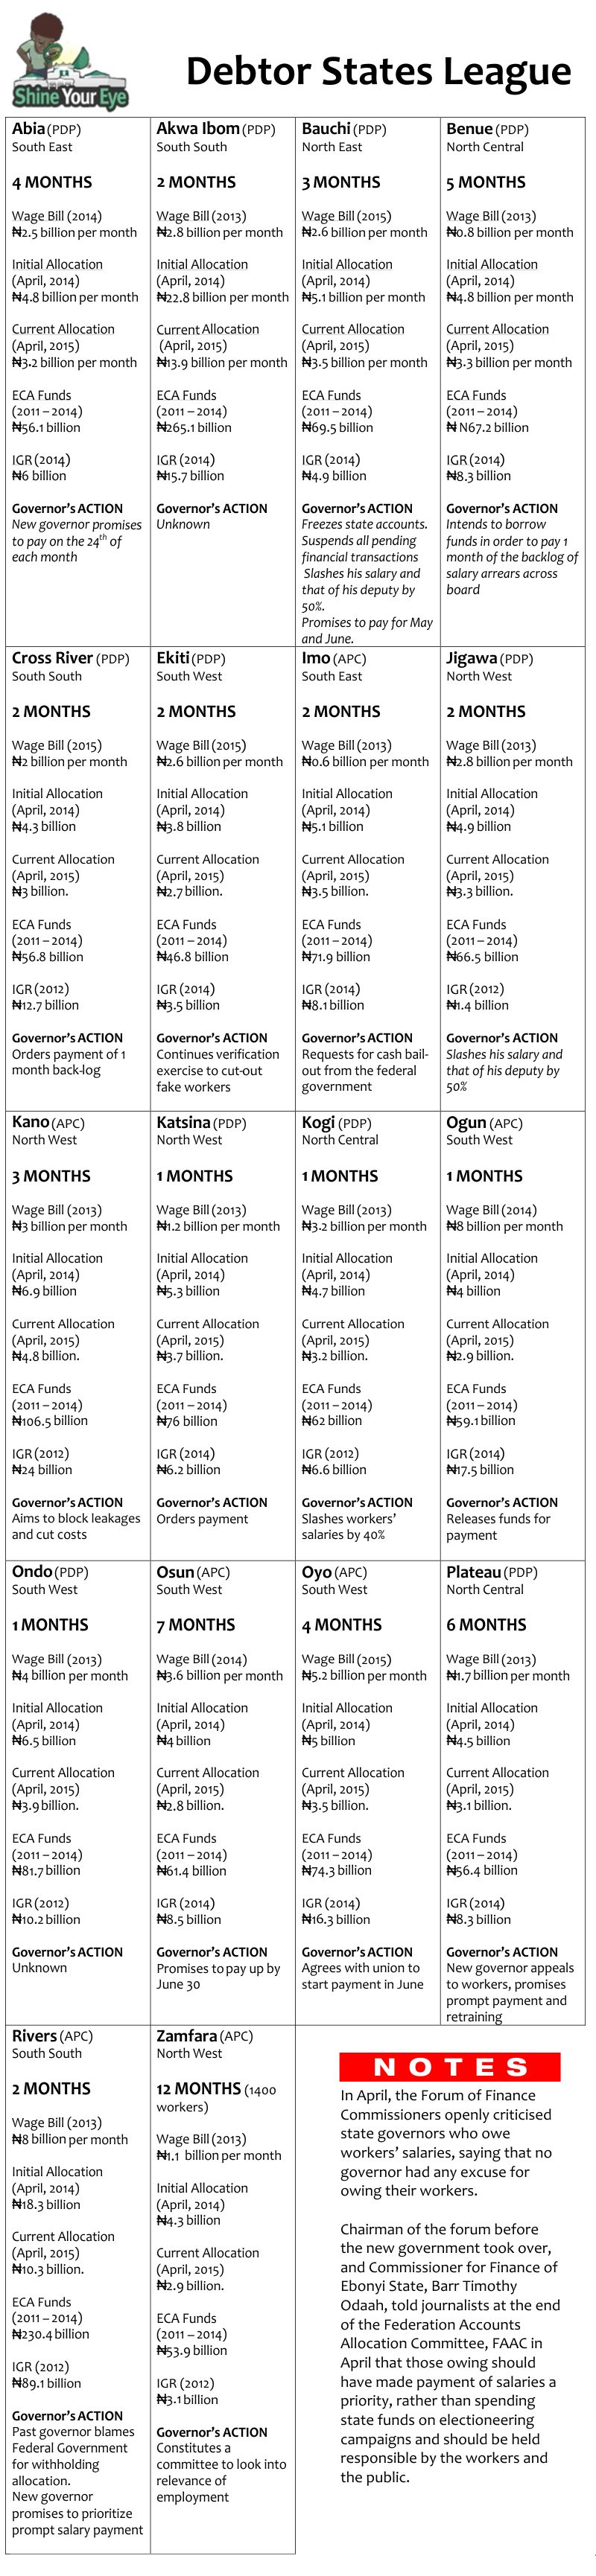 Shine Your Eye
Debtor States League
Abia (PDP)
South East
4 MONTHS
Wage Bill (2014)
₦2.5 billion per month
Initial Allocation
(April, 2014)
₦4.8 billion per month
Current Allocation
(April, 2015)
₦3.2 billion per month
ECA Funds
(2011 – 2014)
₦56.1 billion
IGR (2014)
₦6 billion
Governor's ACTION
New governor promises
to pay on the 24th of
each month
Akwa Ibom (PDP)
South South
2 MONTHS
Wage Bill (2013)
₦2.8 billion per month
Initial Allocation
(April, 2014)
₦22.8 billion per month
Current Allocation
(April, 2015)
₦13.9 billion per month
ECA Funds
(2011 – 2014)
₦265.1 billion
IGR (2014)
₦15.7 billion
Governor's ACTION
Unknown
Bauchi (PDP)
North East
3 MONTHS
Wage Bill (2015)
₦2.6 billion per month
Initial Allocation
(April, 2014)
₦5.1 billion per month
Current Allocation
(April, 2015)
₦3.5 billion per month
ECA Funds
(2011 – 2014)
₦69.5 billion
IGR (2014)
₦4.9 billion
Governor's ACTION
Freezes state accounts.
Suspends all pending
financial transactions
Slashes his salary and
that of his deputy by
50%.
Promises to pay for May
and June.
Benue (PDP)
North Central
5 MONTHS
Wage Bill (2013)
₦0.8 billion per month
Initial Allocation
(April, 2014)
₦4.8 billion per month
Current Allocation
(April, 2015)
₦3.3 billion per month
ECA Funds
(2011 – 2014)
₦ N67.2 billion
IGR (2014)
₦8.3 billion
Governor's ACTION
Intends to borrow
funds in order to pay 1
month of the backlog of
salary arrears across
board
Cross River (PDP)
South South
2 MONTHS
Wage Bill (2015)
₦2 billion per month
Initial Allocation
(April, 2014)
₦4.3 billion
Current Allocation
(April, 2015)
₦3 billion.
ECA Funds
(2011 – 2014)
₦56.8 billion
IGR (2012)
₦12.7 billion
Governor's ACTION
Orders payment of 1
month back-log
Ekiti (PDP)
South West
2 MONTHS
Wage Bill (2015)
₦2.6 billion per month
Initial Allocation
(April, 2014)
₦3.8 billion
Current Allocation
(April, 2015)
₦2.7 billion.
ECA Funds
(2011 – 2014)
₦46.8 billion
IGR (2014)
₦3.5 billion
Governor's ACTION
Continues verification
exercise to cut-out
fake workers
Imo (APC)
South East
2 MONTHS
Wage Bill (2013)
₦0.6 billion per month
Initial Allocation
(April, 2014)
₦5.1 billion
Current Allocation
(April, 2015)
₦3.5 billion.
ECA Funds
(2011 – 2014)
₦71.9 billion
IGR (2014)
₦8.1 billion
Governor's ACTION
Requests for cash bail-
out from the federal
government
Jigawa (PDP)
North West
2 MONTHS
Wage Bill (2013)
₦2.8 billion per month
Initial Allocation
(April, 2014)
₦4.9 billion
Current Allocation
(April, 2015)
₦3.3 billion.
ECA Funds
(2011 – 2014)
₦66.5 billion
IGR (2012)
₦1.4 billion
Governor's ACTION
Slashes his salary and
that of his deputy by
50%
Kano (APC)
North West
3 MONTHS
Wage Bill (2013)
₦3 billion per month
Initial Allocation
(April, 2014)
₦6.9 billion
Current Allocation
(April, 2015)
₦4.8 billion.
ECA Funds
(2011 – 2014)
₦106.5 billion
IGR (2012)
₦24 billion
Governor's ACTION
Aims to block leakages
and cut costs
Katsina (PDP)
North West
1 MONTHS
Wage Bill (2013)
₦1.2 billion per month
Initial Allocation
(April, 2014)
₦5.3 billion
Current Allocation
(April, 2015)
₦3.7 billion.
ECA Funds
(2011 – 2014)
₦76 billion
IGR (2014)
₦6.2 billion
Governor's ACTION
Orders payment
Kogi (PDP)
North Central
1 MONTHS
Wage Bill (2013)
₦3.2 billion per month
Initial Allocation
(April, 2014)
₦4.7 billion
Current Allocation
(April, 2015)
₦3.2 billion.
ECA Funds
(2011 – 2014)
₦62 billion
IGR (2012)
₦6.6 billion
Governor's ACTION
Slashes workers'
salaries by 40%
Ogun (APC)
South West
1 MONTHS
Wage Bill (2014)
₦8 billion per month
Initial Allocation
(April, 2014)
₦4 billion
Current Allocation
(April, 2015)
₦2.9 billion.
ECA Funds
(2011 – 2014)
₦59.1 billion
IGR (2014)
₦17.5 billion
Governor's ACTION
Releases funds for
payment
Ondo (PDP)
South West
1 MONTHS
Wage Bill (2013)
₦4 billion per month
Initial Allocation
(April, 2014)
₦6.5 billion
Current Allocation
(April, 2015)
₦3.9 billion.
ECA Funds
(2011 – 2014)
₦81.7 billion
IGR (2012)
₦10.2 billion
Governor's ACTION
Unknown
Osun (APC)
South West
7 MONTHS
Wage Bill (2014)
₦3.6 billion per month
Initial Allocation
(April, 2014)
₦4 billion
Current Allocation
(April, 2015)
₦2.8 billion.
ECA Funds
(2011 – 2014)
₦61.4 billion
IGR (2014)
₦8.5 billion
Governor's ACTION
Promises to pay up by
June 30
Oyo (APC)
South West
4 MONTHS
Wage Bill (2015)
₦5.2 billion per month
Initial Allocation
(April, 2014)
₦5 billion
Current Allocation
(April, 2015)
₦3.5 billion.
ECA Funds
(2011 – 2014)
₦74.3 billion
IGR (2014)
₦16.3 billion
Governor's ACTION
Agrees with union to
start payment in June
Plateau (PDP)
North Central
6 MONTHS
Wage Bill (2013)
₦1.7 billion per month
Initial Allocation
(April, 2014)
₦4.5 billion
Current Allocation
(April, 2015)
₦3.1 billion.
ECA Funds
(2011 – 2014)
₦56.4 billion
IGR (2014)
₦8.3 billion
Governor's ACTION
New governor appeals
to workers, promises
prompt payment and
retraining
Rivers (APC)
South South
2 MONTHS
Wage Bill (2013)
₦8 billion per month
Initial Allocation
(April, 2014)
₦18.3 billion
Current Allocation
(April, 2015)
₦10.3 billion.
ECA Funds
(2011 – 2014)
₦230.4 billion
IGR (2012)
₦89.1 billion
Governor's ACTION
Past governor blames
Federal Government
for withholding
allocation.
New governor
promises to prioritize
prompt salary payment
Zamfara (APC)
North West
12 MONTHS (1400
workers)
Wage Bill (2013)
₦1.1 billion per month
Initial Allocation
(April, 2014)
₦4.3 billion
Current Allocation
(April, 2015)
₦2.9 billion.
ECA Funds
(2011 – 2014)
₦53.9 billion
IGR (2012)
₦3.1 billion
Governor's ACTION
Constitutes a
committee to look into
relevance of
employment
NOTES
In April, the Forum of Finance
Commissioners openly criticised
state governors who owe
workers' salaries, saying that no
governor had any excuse for
owing their workers.
Chairman of the forum before
the new government took over,
and Commissioner for Finance of
Ebonyi State, Barr Timothy
Odaah, told journalists at the end
of the Federation Accounts
Allocation Committee, FAAC in
April that those owing should
have made payment of salaries a
priority, rather than spending
state funds on electioneering
campaigns and should be held
responsible by the workers and
the public.